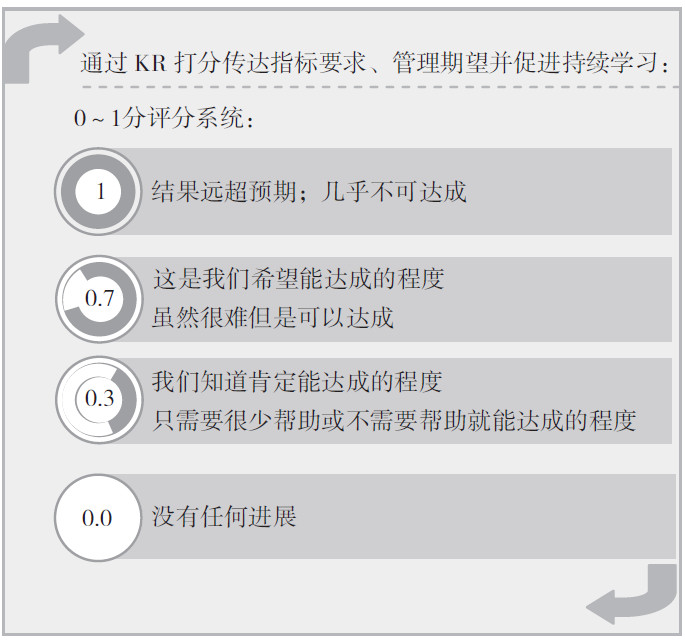 通过 KR 打分传达指标要求、管理期望并促进持续学习：
0～1分评分系统：
1
结果远超预期；几乎不可达成
0.7
这是我们希望能达成的程度
虽然很难但是可以达成
0.3
我们知道肯定能达成的程度
只需要很少帮助或不需要帮助就能达成的程度
0.0
没有任何进展